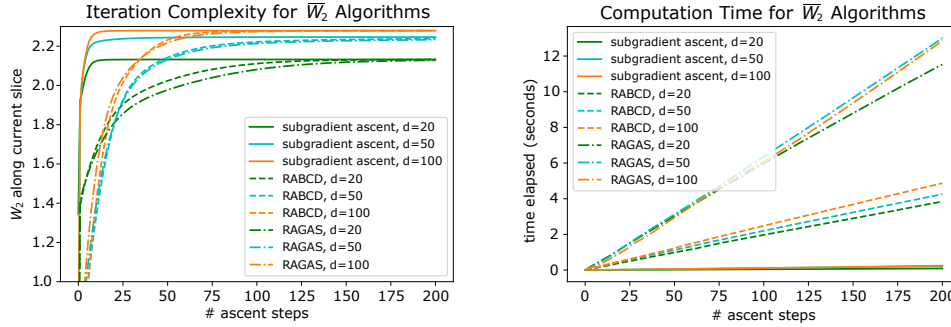 Iteration Complexity for W̅₂ Algorithms
W₂ along current slice
2.2
2.0
1.8
1.6
1.4
1.2
1.0
subgradient ascent, d=20
subgradient ascent, d=50
subgradient ascent, d=100
RABCD, d=20
RABCD, d=50
RABCD, d=100
RAGAS, d=20
RAGAS, d=50
RAGAS, d=100
0 25 50 75 100 125 150 175 200
# ascent steps
Computation Time for W̅₂ Algorithms
time elapsed (seconds)
12
10
8
6
4
2
0
subgradient ascent, d=20
subgradient ascent, d=50
subgradient ascent, d=100
RABCD, d=20
RABCD, d=50
RABCD, d=100
RAGAS, d=20
RAGAS, d=50
RAGAS, d=100
0 25 50 75 100 125 150 175 200
# ascent steps